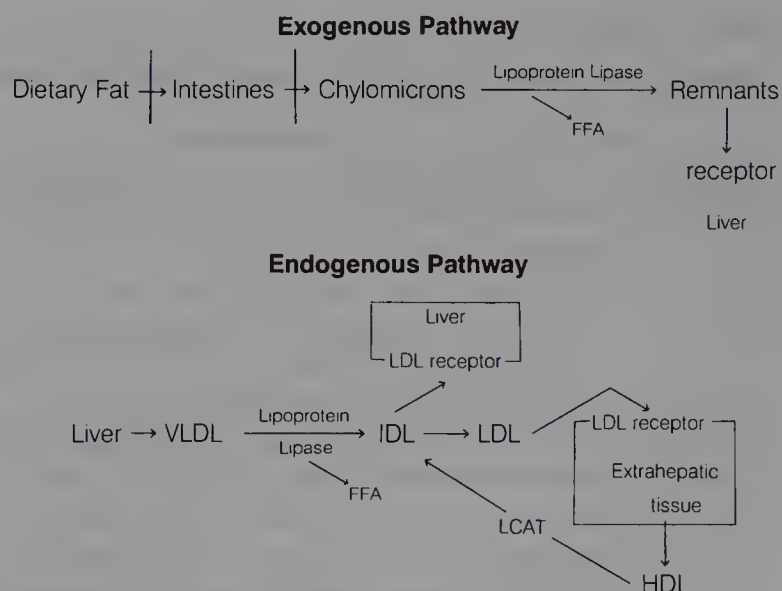 Exogenous Pathway
Lipoprotein Lipase
Dietary Fat → Intestines → Chylomicrons → Remnants
FFA
receptor
Liver
Endogenous Pathway
Liver
LDL receptor
Lipoprotein
Liver → VLDL → IDL → LDL
Lipase
FFA
LDL receptor
Extrahepatic
tissue
LCAT
HDL